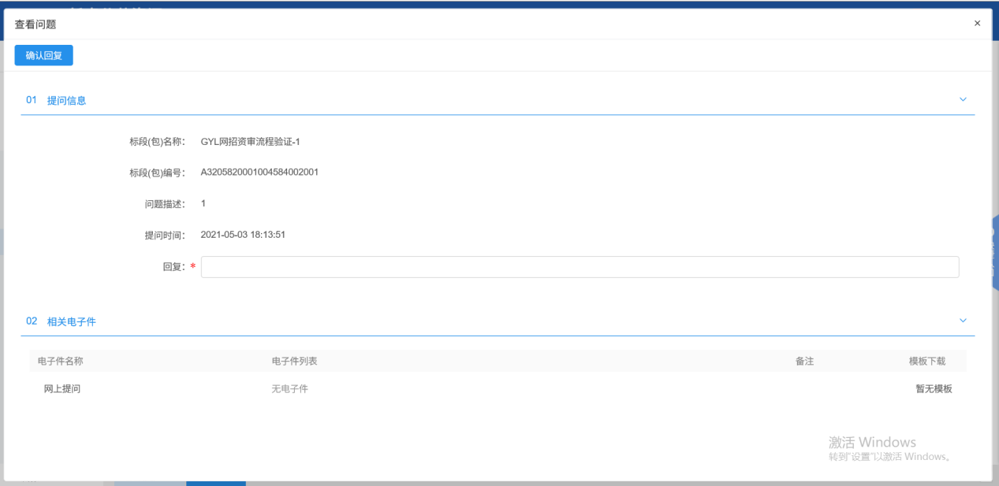 查看问题
×
确认回复
01 提问信息
标段(包)名称： GYL网招资审流程验证-1
标段(包)编号： A3205820001004584002001
问题描述： 1
提问时间： 2021-05-03 18:13:51
回复：*
02 相关电子件
电子件名称 电子件列表 备注 模板下载
网上提问 无电子件 暂无模板
激活 Windows
转到"设置"以激活 Windows。